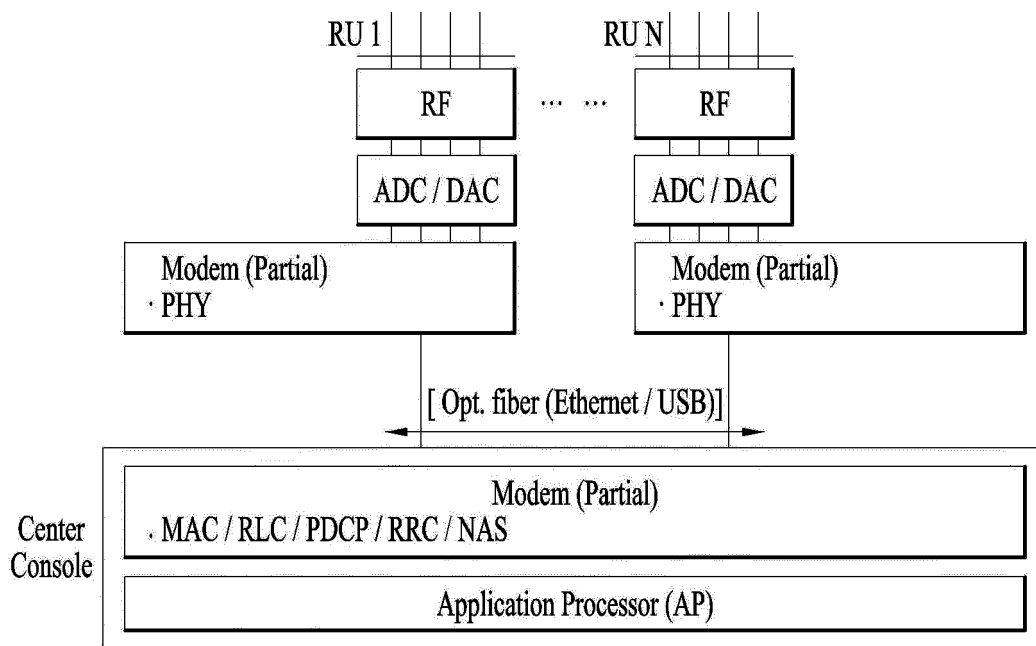 RU 1
RU N
RF
... ...
RF
ADC / DAC
ADC / DAC
Modem (Partial)
· PHY
Modem (Partial)
· PHY
[ Opt. fiber (Ethernet / USB)]
Center
Console
Modem (Partial)
· MAC / RLC / PDCP / RRC / NAS
Application Processor (AP)